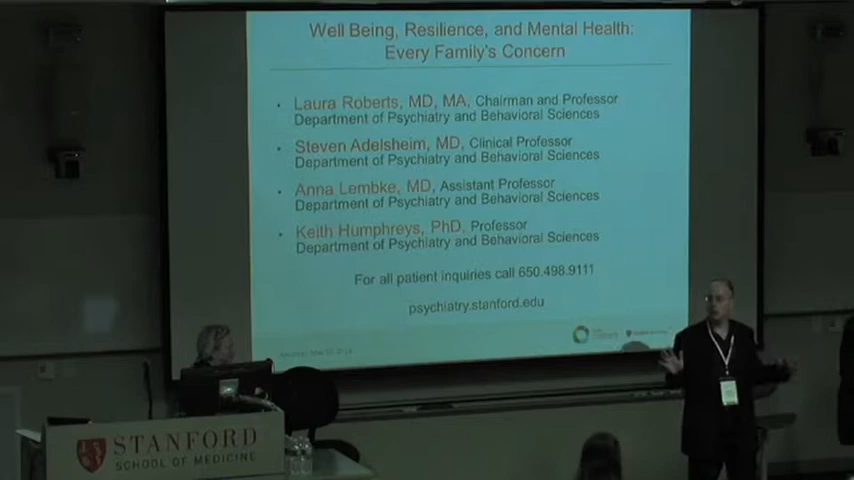 Well Being, Resilience, and Mental Health:
Every Family's Concern
• Laura Roberts, MD, MA, Chairman and Professor
Department of Psychiatry and Behavioral Sciences
• Steven Adelsheim, MD, Clinical Professor
Department of Psychiatry and Behavioral Sciences
• Anna Lembke, MD, Assistant Professor
Department of Psychiatry and Behavioral Sciences
• Keith Humphreys, PhD, Professor
Department of Psychiatry and Behavioral Sciences
For all patient inquiries call 650.498.9111
psychiatry.stanford.edu
STANFORD
SCHOOL OF MEDICINE